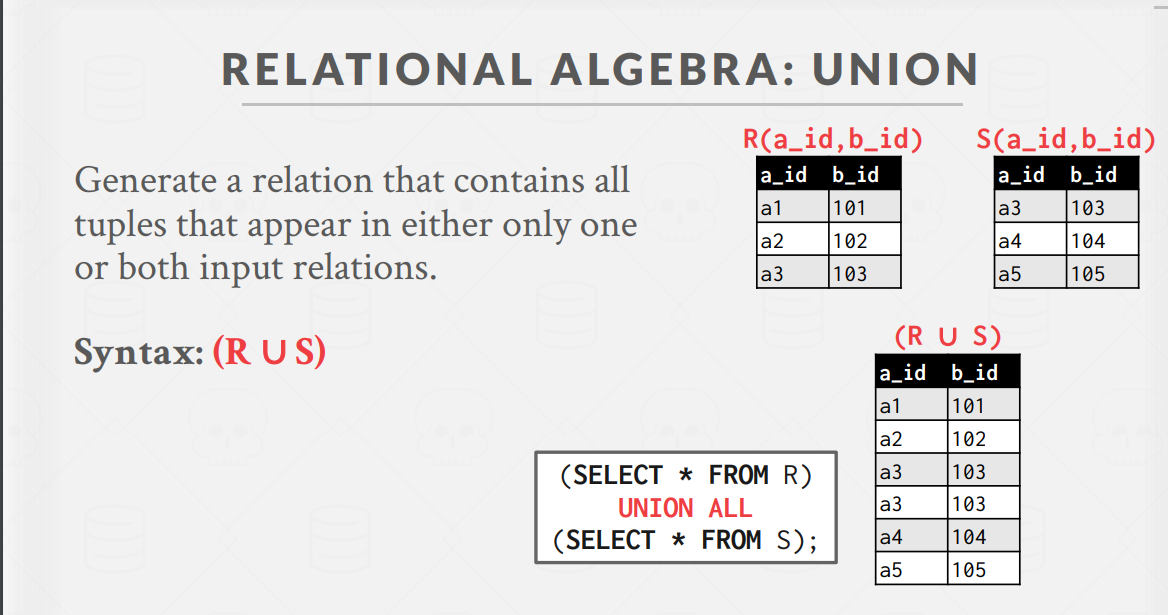 RELATIONAL ALGEBRA: UNION
Generate a relation that contains all
tuples that appear in either only one
or both input relations.
Syntax: (R ∪ S)
R(a_id,b_id)
a_id b_id
a1 101
a2 102
a3 103
S(a_id,b_id)
a_id b_id
a3 103
a4 104
a5 105
(R ∪ S)
a_id b_id
a1 101
a2 102
a3 103
a3 103
a4 104
a5 105
(SELECT * FROM R)
UNION ALL
(SELECT * FROM S);